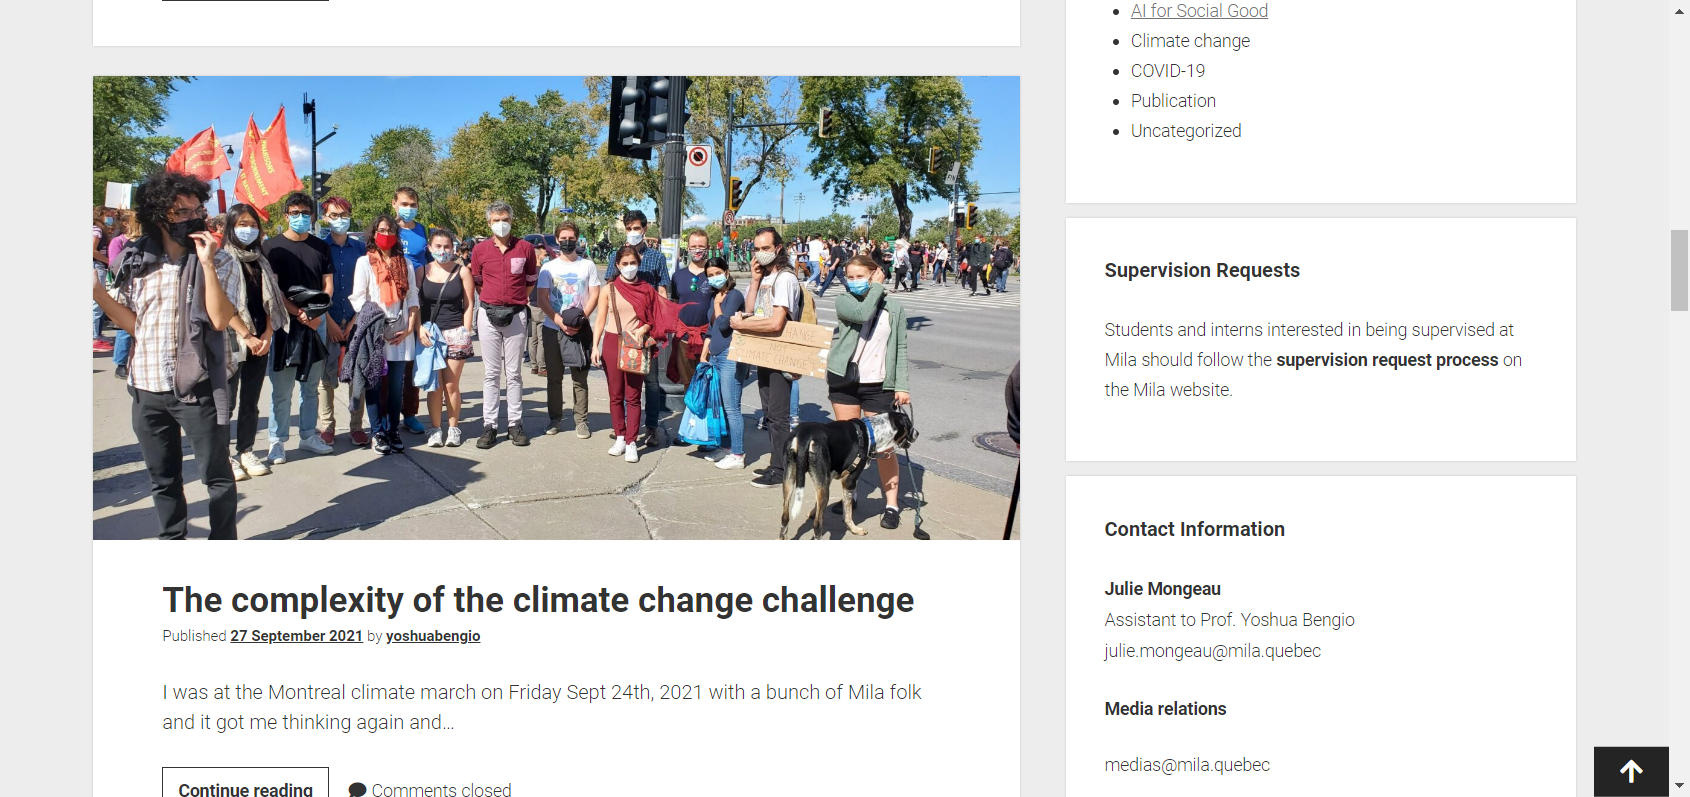 AI for Social Good
Climate change
COVID-19
Publication
Uncategorized
Supervision Requests
Students and interns interested in being supervised at
Mila should follow the supervision request process on
the Mila website.
Contact Information
Julie Mongeau
Assistant to Prof. Yoshua Bengio
julie.mongeau@mila.quebec
Media relations
medias@mila.quebec
CHANGE
NOT
CLIMATE CHANGE
The complexity of the climate change challenge
Published 27 September 2021 by yoshuabengio
I was at the Montreal climate march on Friday Sept 24th, 2021 with a bunch of Mila folk
and it got me thinking again and...
Continue reading
Comments closed